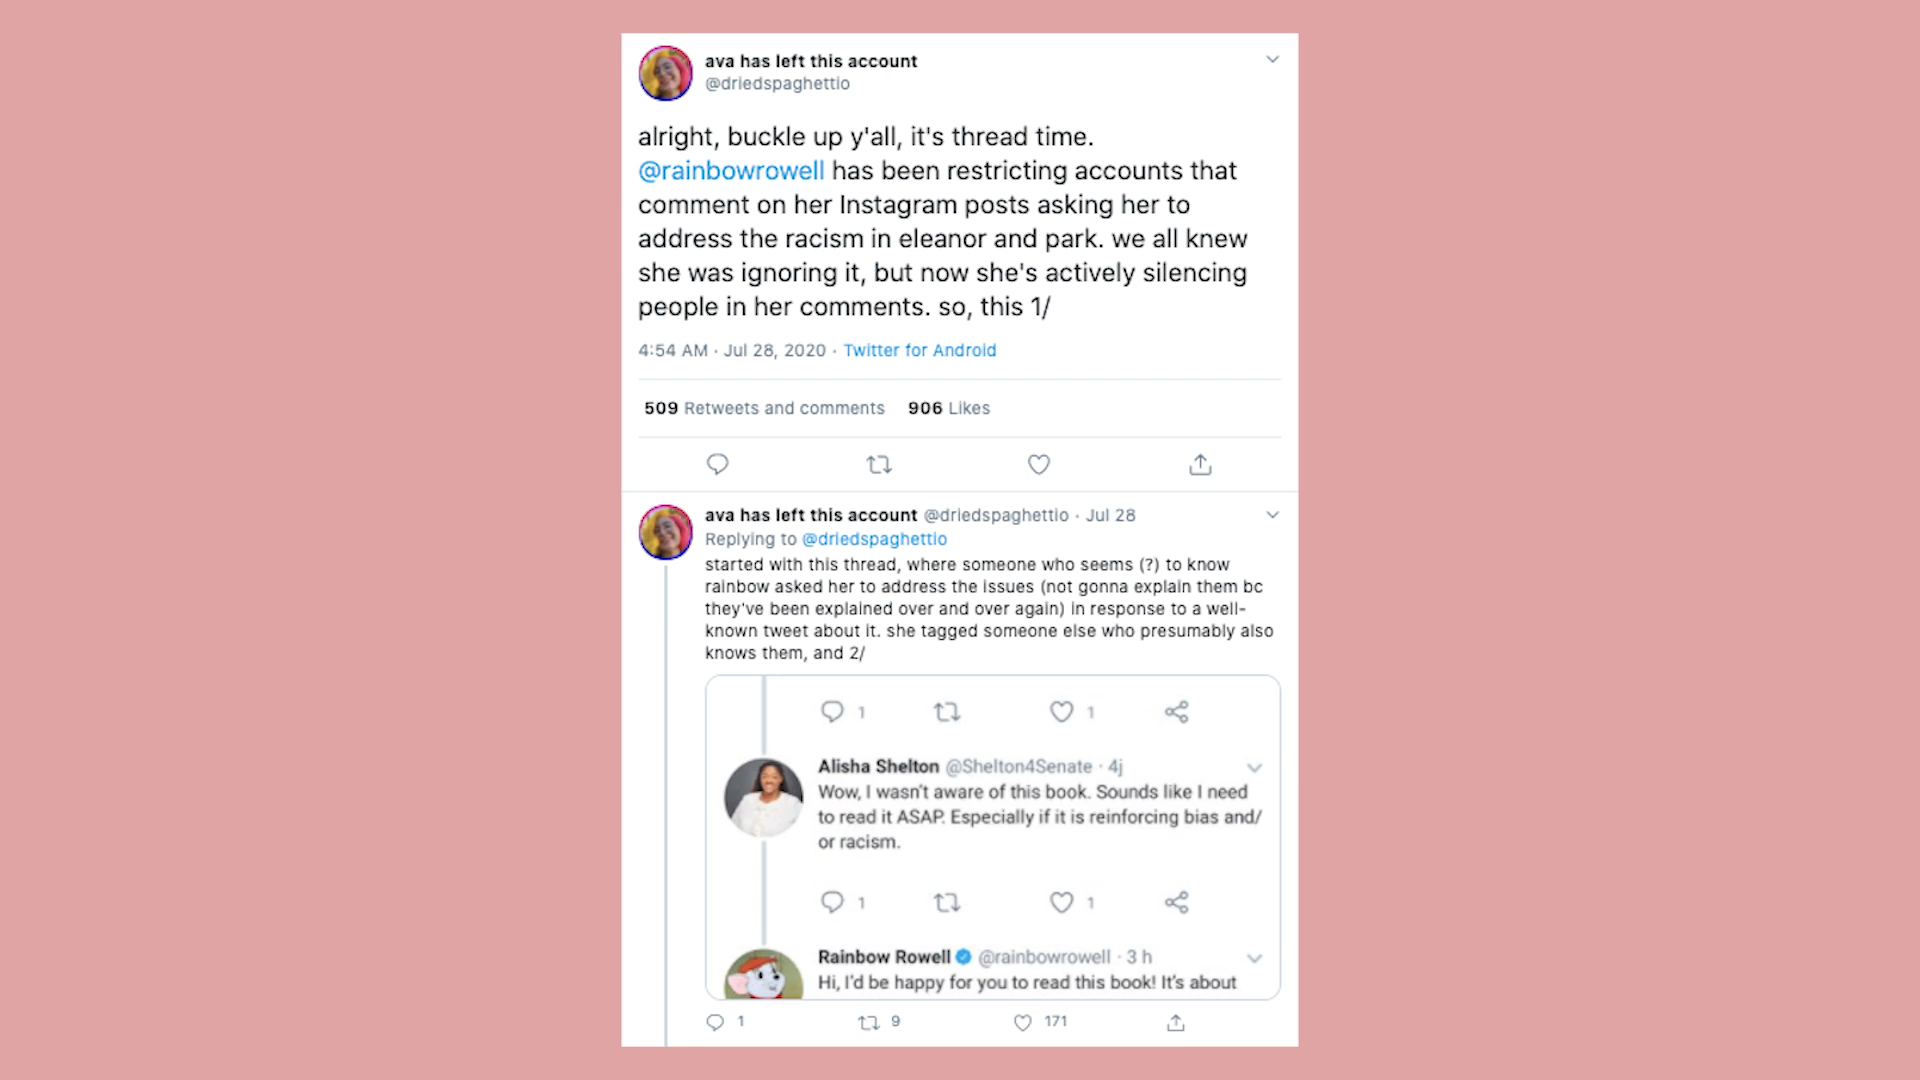 ava has left this account
@driedspaghettio
alright, buckle up y'all, it's thread time.
@rainbowrowell has been restricting accounts that
comment on her Instagram posts asking her to
address the racism in eleanor and park. we all knew
she was ignoring it, but now she's actively silencing
people in her comments. so, this 1/
4:54 AM · Jul 28, 2020 · Twitter for Android
509 Retweets and comments 906 Likes
ava has left this account @driedspaghettio · Jul 28
Replying to @driedspaghettio
started with this thread, where someone who seems (?) to know
rainbow asked her to address the issues (not gonna explain them bc
they've been explained over and over again) in response to a well-
known tweet about it. she tagged someone else who presumably also
knows them, and 2/
1 1
Alisha Shelton @Shelton4Senate · 4j
Wow, I wasn't aware of this book. Sounds like I need
to read it ASAP. Especially if it is reinforcing bias and/
or racism.
1 1
Rainbow Rowell @rainbowrowell · 3 h
Hi, I'd be happy for you to read this book! It's about
1 9 171